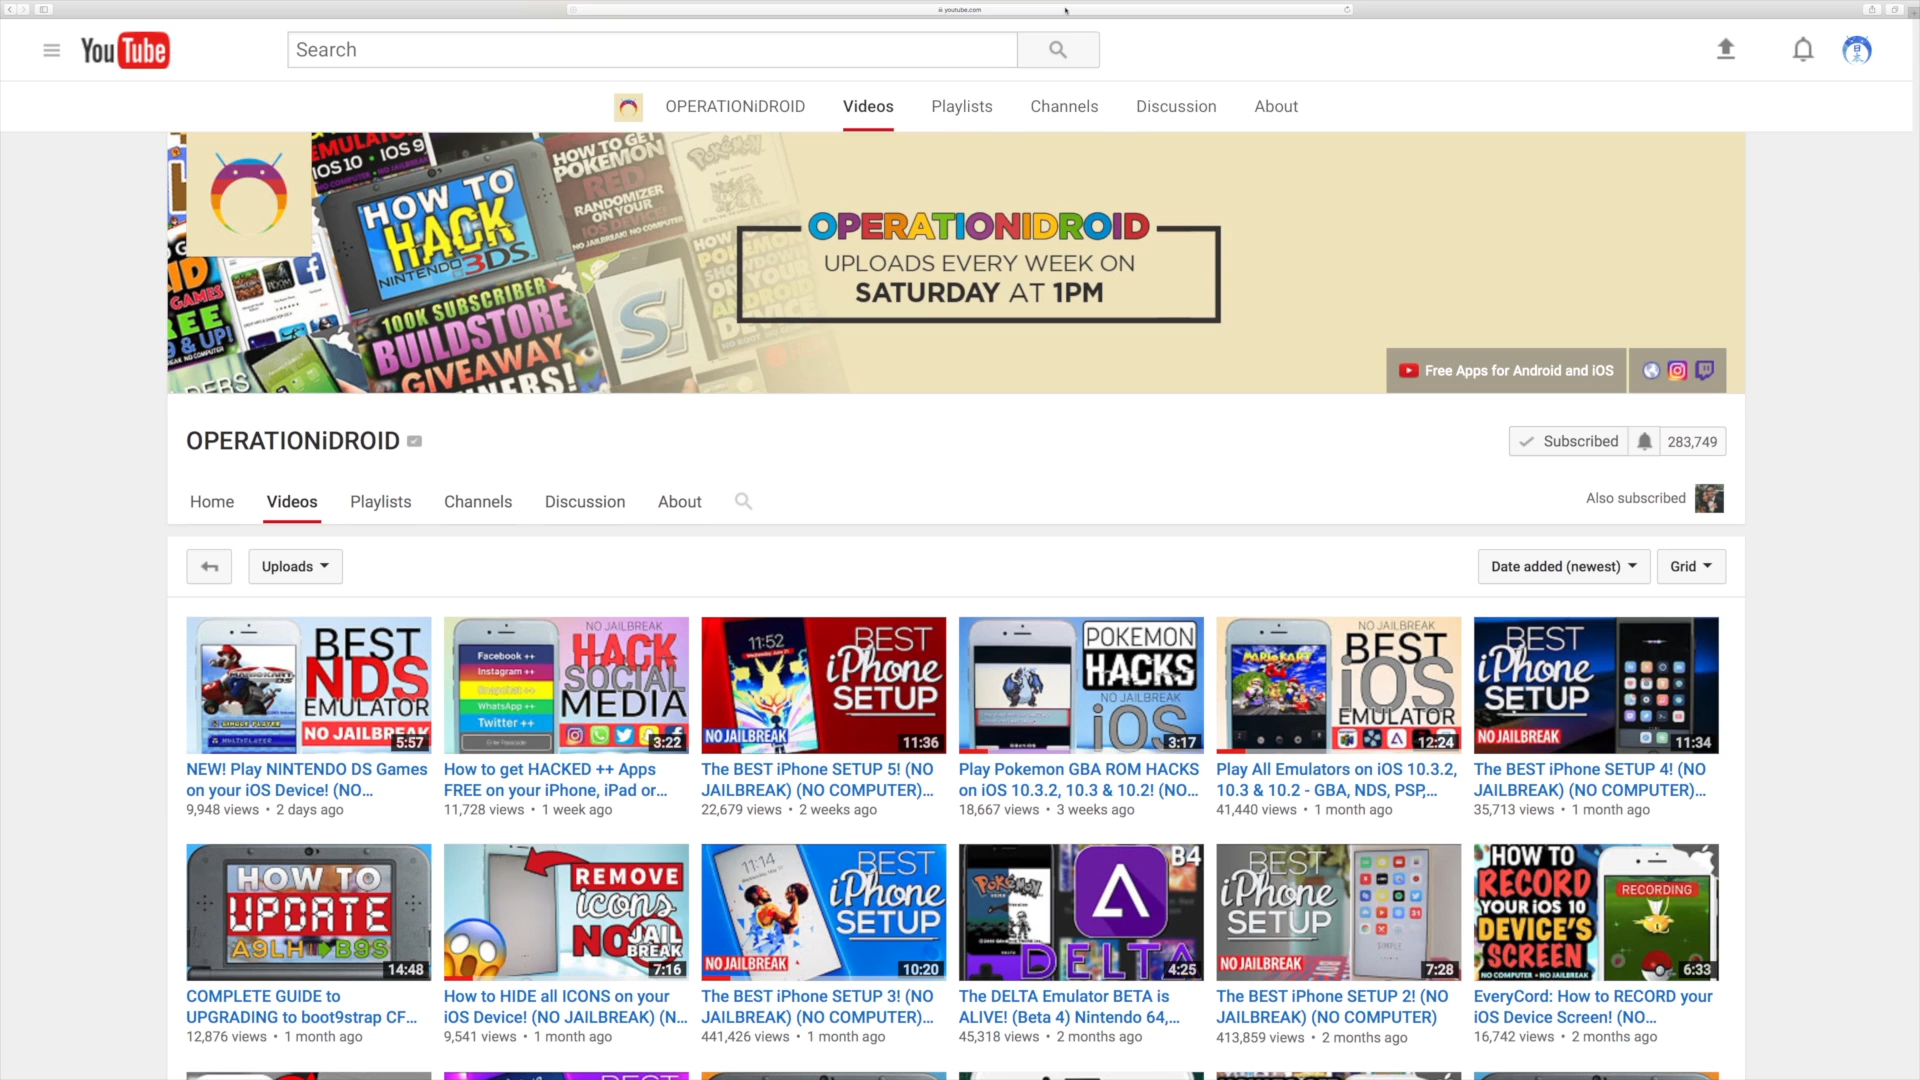 youtube.com
YouTube
Search
OPERATIONiDROID
Videos
Playlists
Channels
Discussion
About
EMULATOR
IOS 10 • IOS 9
HOW TO
HACK
NINTENDO 3DS
HOW TO GET
POKEMON
RED
RANDOMIZER
ON YOUR
IOS DEVICE!
NO JAILBREAK! NO COMPUTER!
Pokémon
100K SUBSCRIBER
BUILDSTORE
GIVEAWAY
GAMES
& UP!
OPERATIONIDROID
UPLOADS EVERY WEEK ON
SATURDAY AT 1PM
Free Apps for Android and iOS
OPERATIONiDROID
Subscribed
283,749
Home
Videos
Playlists
Channels
Discussion
About
Also subscribed
Uploads
Date added (newest)
Grid
BEST
NDS
EMULATOR
NO JAILBREAK
5:57
NO JAILBREAK
HACK
SOCIAL
MEDIA
Facebook ++
Instagram ++
Snapchat ++
WhatsApp ++
Twitter ++
3:22
11:52
BEST
iPhone
SETUP
NO JAILBREAK
11:36
POKEMON
HACKS
NO JAILBREAK
iOS
3:17
NO JAILBREAK
BEST
iOS
EMULATOR
12:24
BEST
iPhone
SETUP
NO JAILBREAK
11:34
NEW! Play NINTENDO DS Games
on your iOS Device! (NO...
9,948 views • 2 days ago
How to get HACKED ++ Apps
FREE on your iPhone, iPad or...
11,728 views • 1 week ago
The BEST iPhone SETUP 5! (NO
JAILBREAK) (NO COMPUTER)...
22,679 views • 2 weeks ago
Play Pokemon GBA ROM HACKS
on iOS 10.3.2, 10.3 & 10.2! (NO...
18,667 views • 3 weeks ago
Play All Emulators on iOS 10.3.2,
10.3 & 10.2 - GBA, NDS, PSP,...
41,440 views • 1 month ago
The BEST iPhone SETUP 4! (NO
JAILBREAK) (NO COMPUTER)...
35,713 views • 1 month ago
HOW TO
UPDATE
A9LH B9S
14:48
REMOVE
icons
NO JAIL
BREAK
7:16
11:14
BEST
iPhone
SETUP
NO JAILBREAK
10:20
Pokémon
B4
DELTA
4:25
BEST
iPhone
SETUP
SIMPLE
NO JAILBREAK
7:28
HOW TO
RECORD
YOUR iOS 10
DEVICE'S
SCREEN
NO COMPUTER • NO JAILBREAK
RECORDING
6:33
COMPLETE GUIDE to
UPGRADING to boot9strap CF...
12,876 views • 1 month ago
How to HIDE all ICONS on your
iOS Device! (NO JAILBREAK) (N...
9,541 views • 1 month ago
The BEST iPhone SETUP 3! (NO
JAILBREAK) (NO COMPUTER)...
441,426 views • 1 month ago
The DELTA Emulator BETA is
ALIVE! (Beta 4) Nintendo 64,...
45,318 views • 2 months ago
The BEST iPhone SETUP 2! (NO
JAILBREAK) (NO COMPUTER)
413,859 views • 2 months ago
EveryCord: How to RECORD your
iOS Device Screen! (NO...
16,742 views • 2 months ago